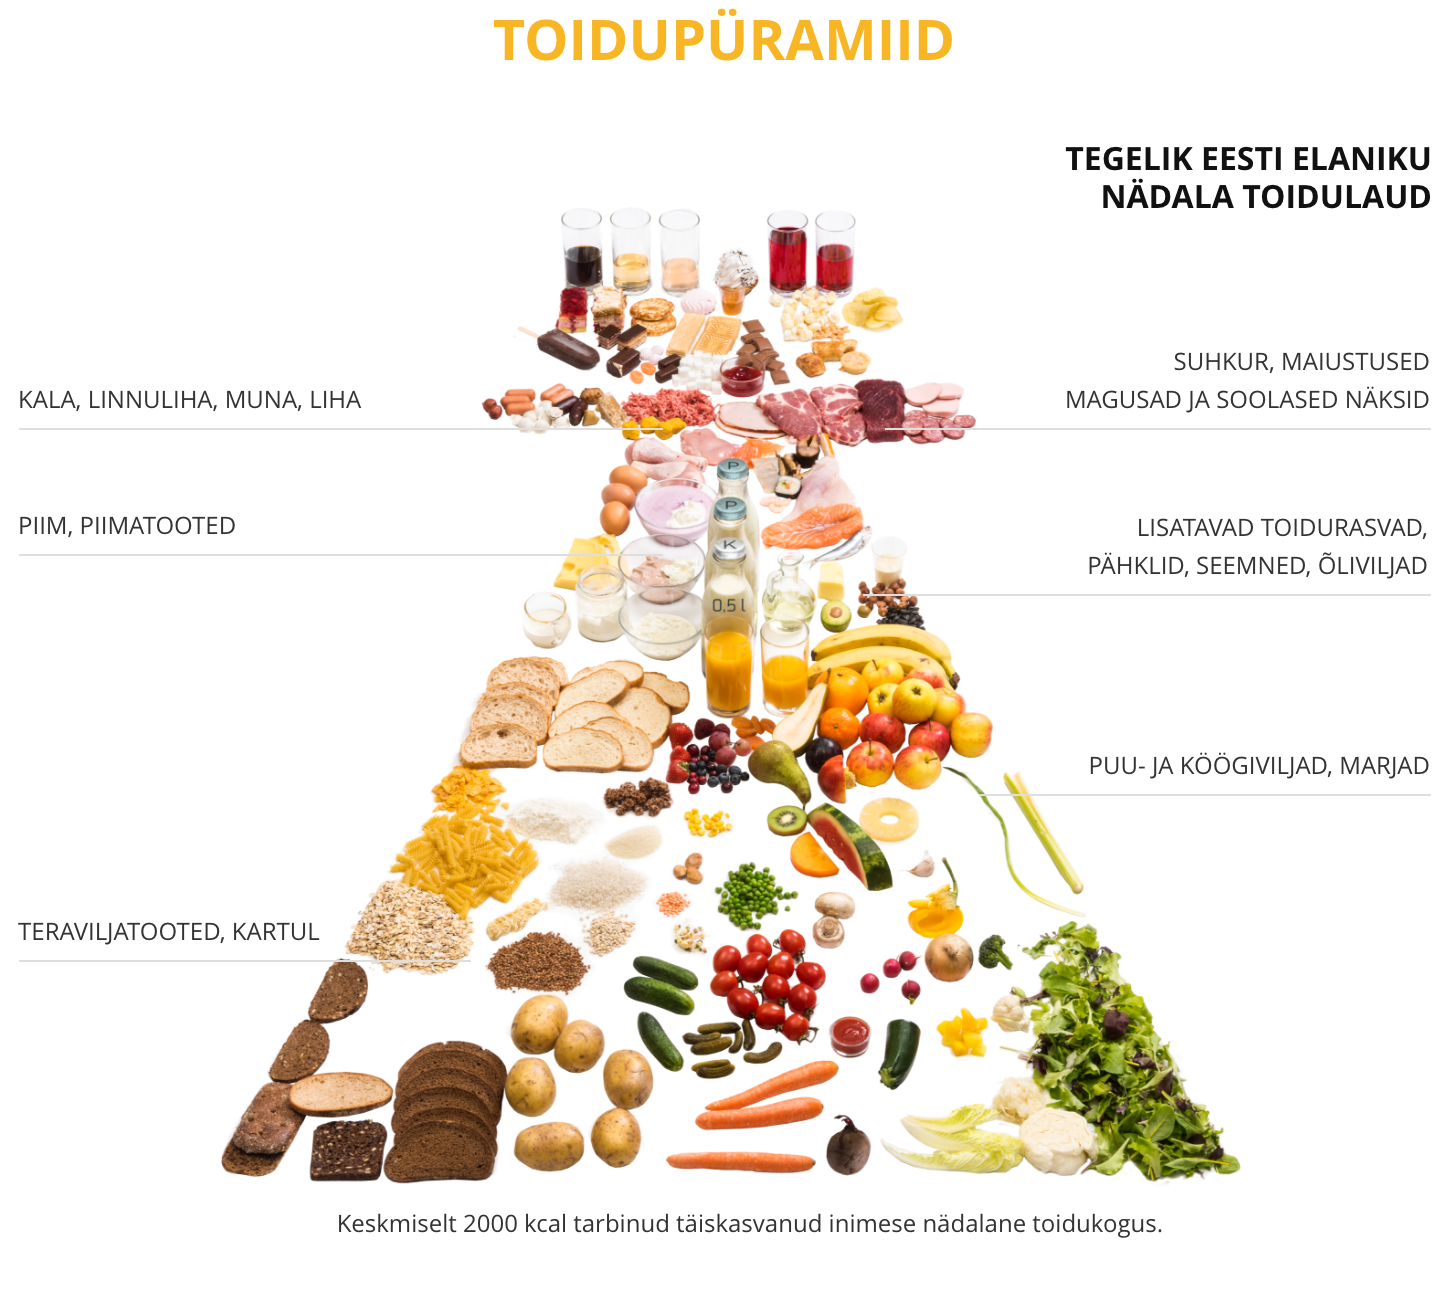 TOIDUPÜRAMIID
TEGELIK EESTI ELANIKU
NÄDALA TOIDULAUD
SUHKUR, MAIUSTUSED
MAGUSAD JA SOOLASED NÄKSID
KALA, LINNULIHA, MUNA, LIHA
P
P
K
0,5 l
PIIM, PIIMATOOTED
LISATAVAD TOIDURASVAD,
PÄHKLID, SEEMNED, ÕLIVILJAD
PUU- JA KÖÖGIVILJAD, MARJAD
TERAVILJATOOTED, KARTUL
Keskmiselt 2000 kcal tarbinud täiskasvanud inimese nädalane toidukogus.